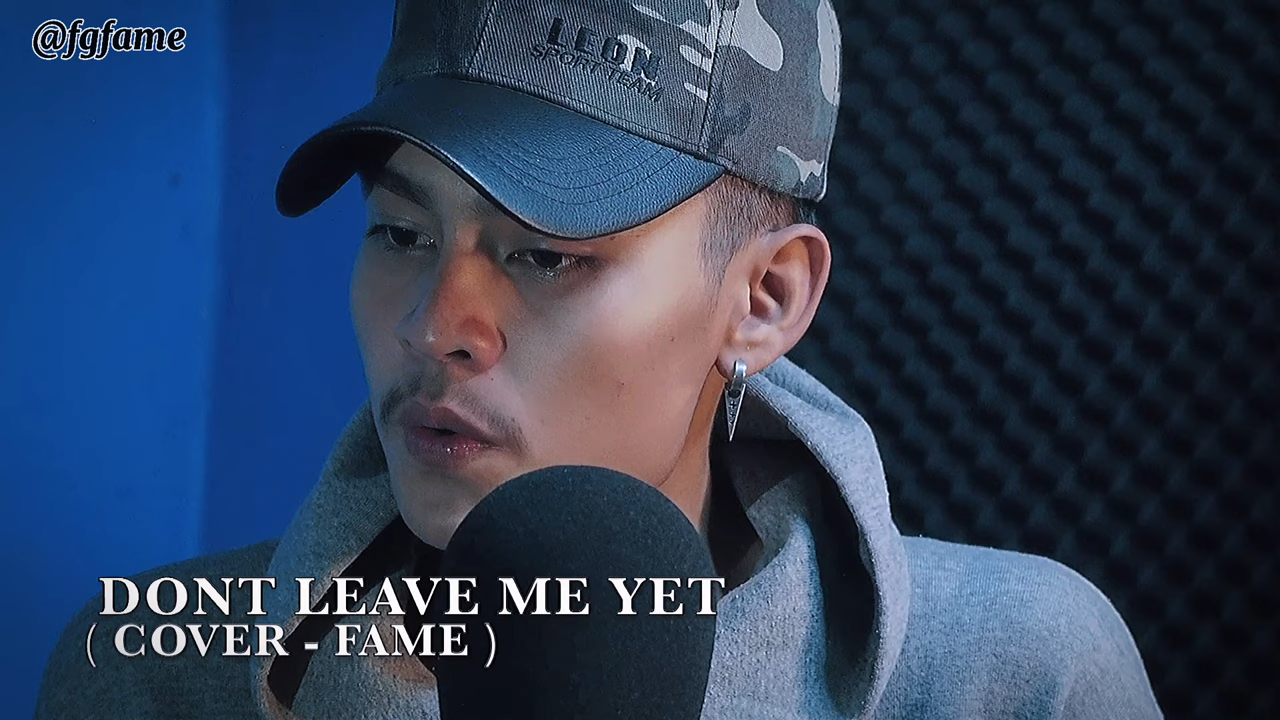 @fgfame
LEON
SPORT TEAM
DONT LEAVE ME YET
( COVER - FAME )